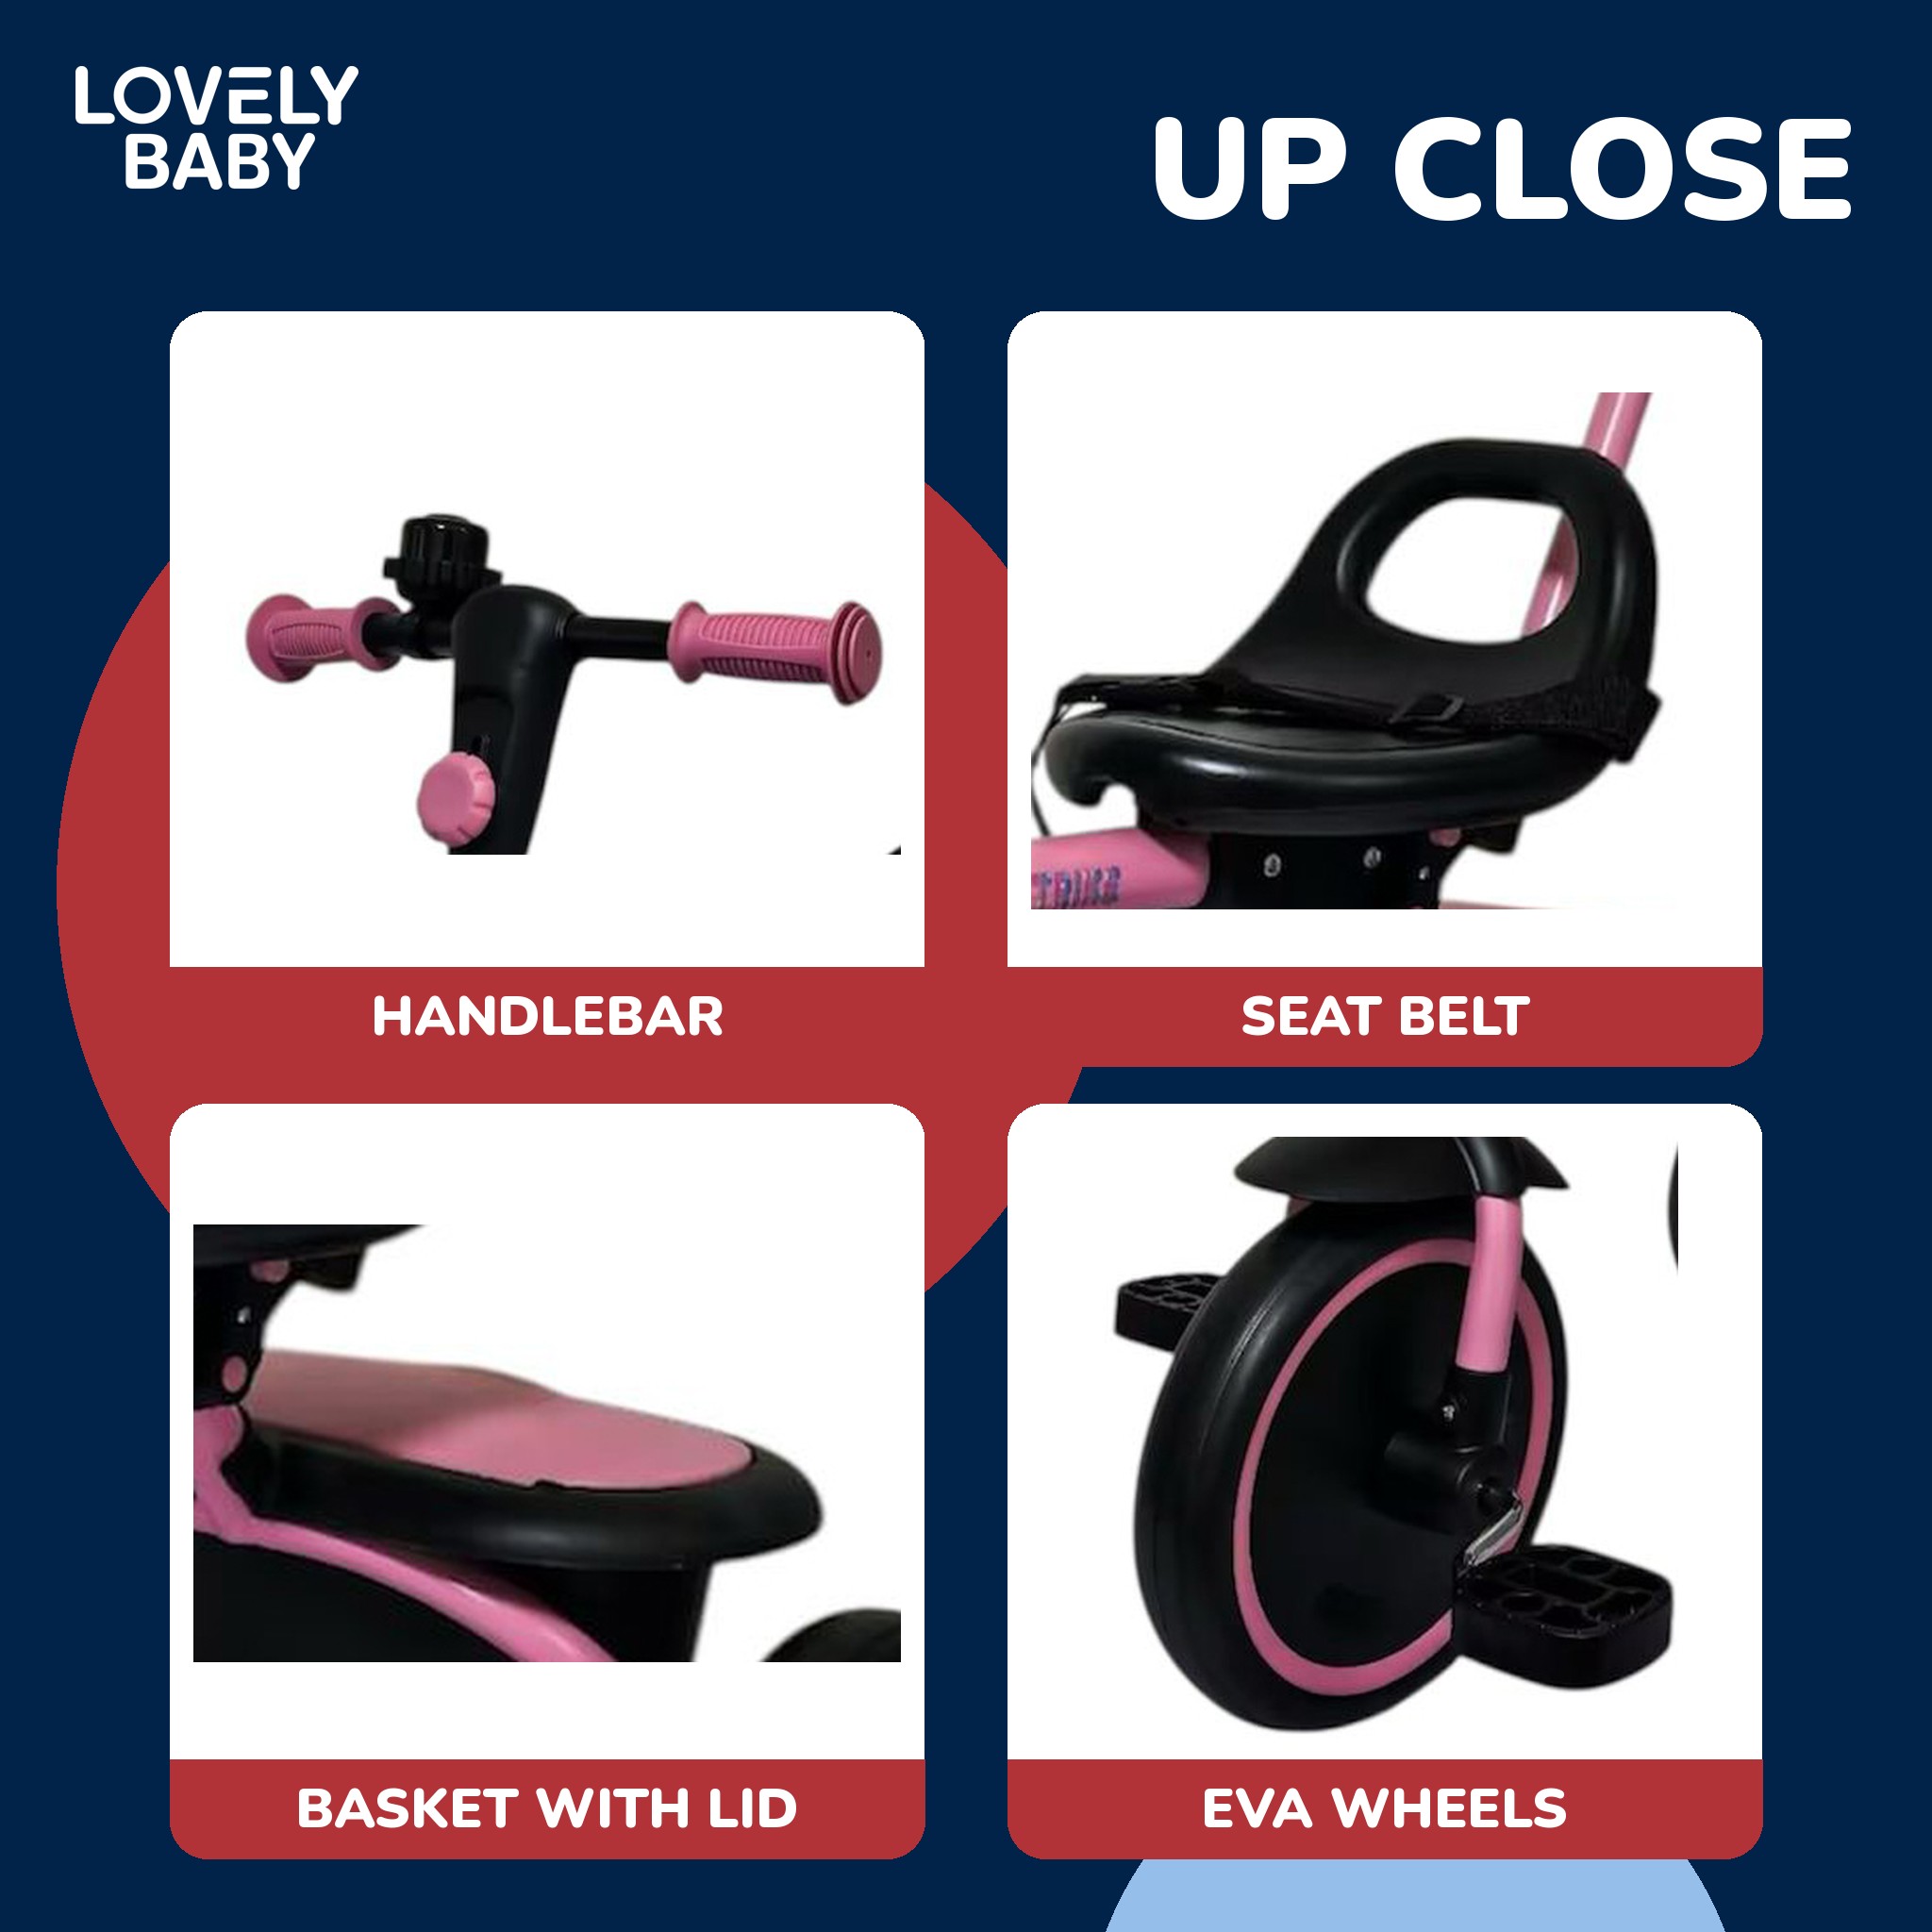 LOVELY
BABY
UP CLOSE
HANDLEBAR
SEAT BELT
BASKET WITH LID
EVA WHEELS